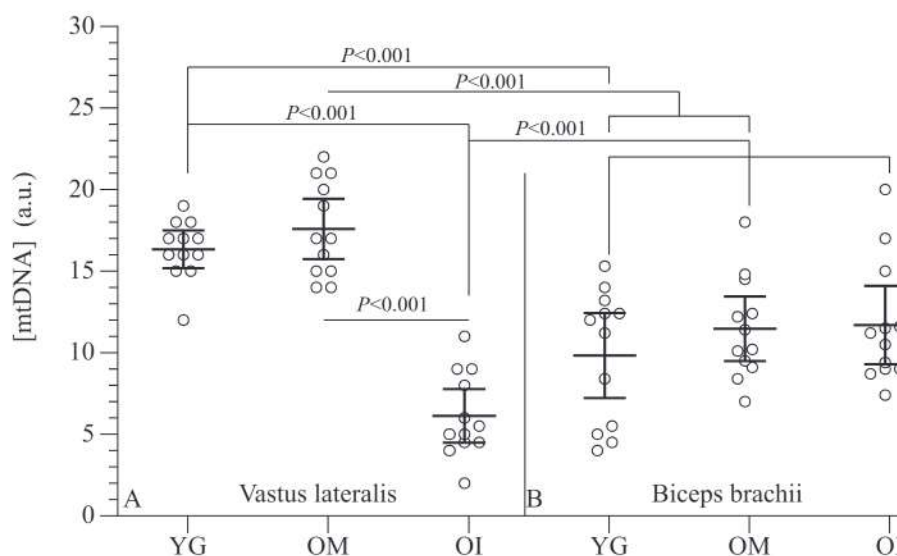 30
25
20
15
10
5
0
[mtDNA] (a.u.)
P<0.001
P<0.001
P<0.001
P<0.001
P<0.001
A
Vastus lateralis
B
Biceps brachii
YG
OM
OI
YG
OM